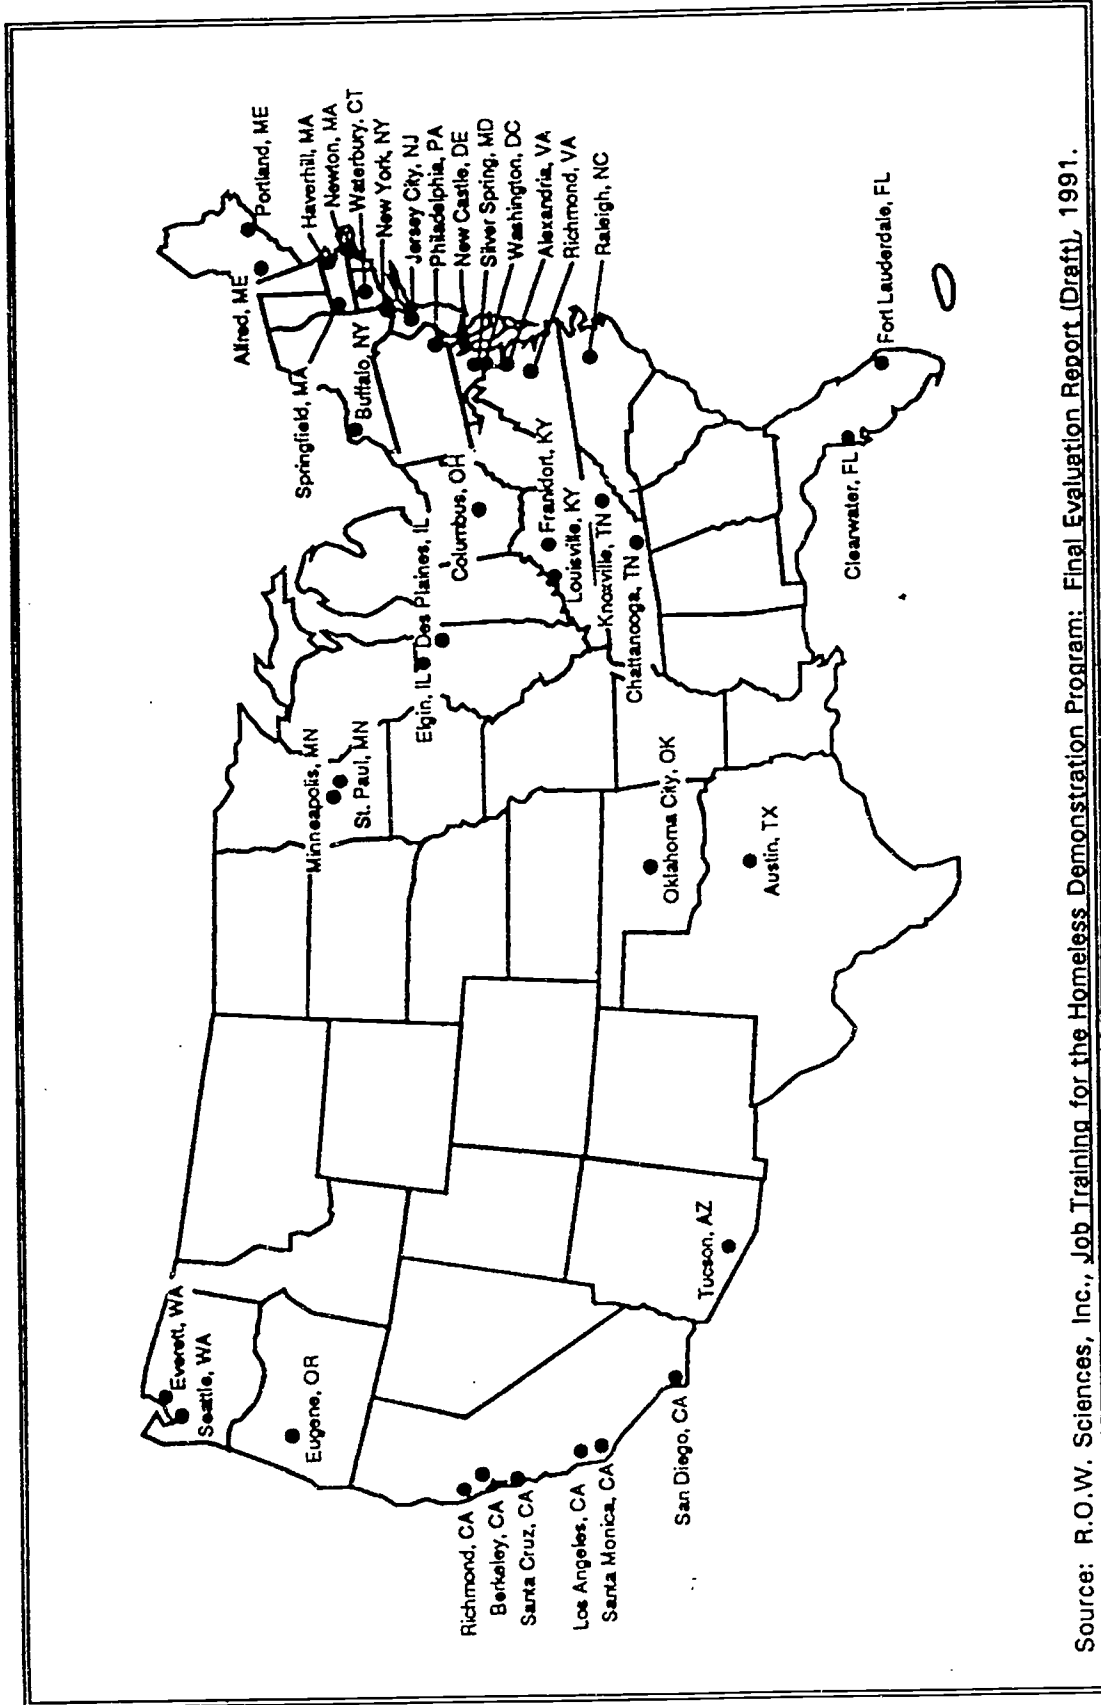 Everett, WA
Seattle, WA
Eugene, OR
Richmond, CA
Berkeley, CA
Santa Cruz, CA
Los Angeles, CA
Santa Monica, CA
San Diego, CA
Tucson, AZ
Minneapolis, MN
St. Paul, MN
Elgin, IL
Des Plaines, IL
Oklahoma City, OK
Austin, TX
Columbus, OH
Frankfort, KY
Louisville, KY
Knoxville, TN
Chattanooga, TN
Alfred, ME
Springfield, MA
Buffalo, NY
Portland, ME
Haverhill, MA
Newton, MA
Waterbury, CT
New York, NY
Jersey City, NJ
Philadelphia, PA
New Castle, DE
Silver Spring, MD
Washington, DC
Alexandria, VA
Richmond, VA
Raleigh, NC
Clearwater, FL
Fort Lauderdale, FL
Source: R.O.W. Sciences, Inc., Job Training for the Homeless Demonstration Program: Final Evaluation Report (Draft), 1991.